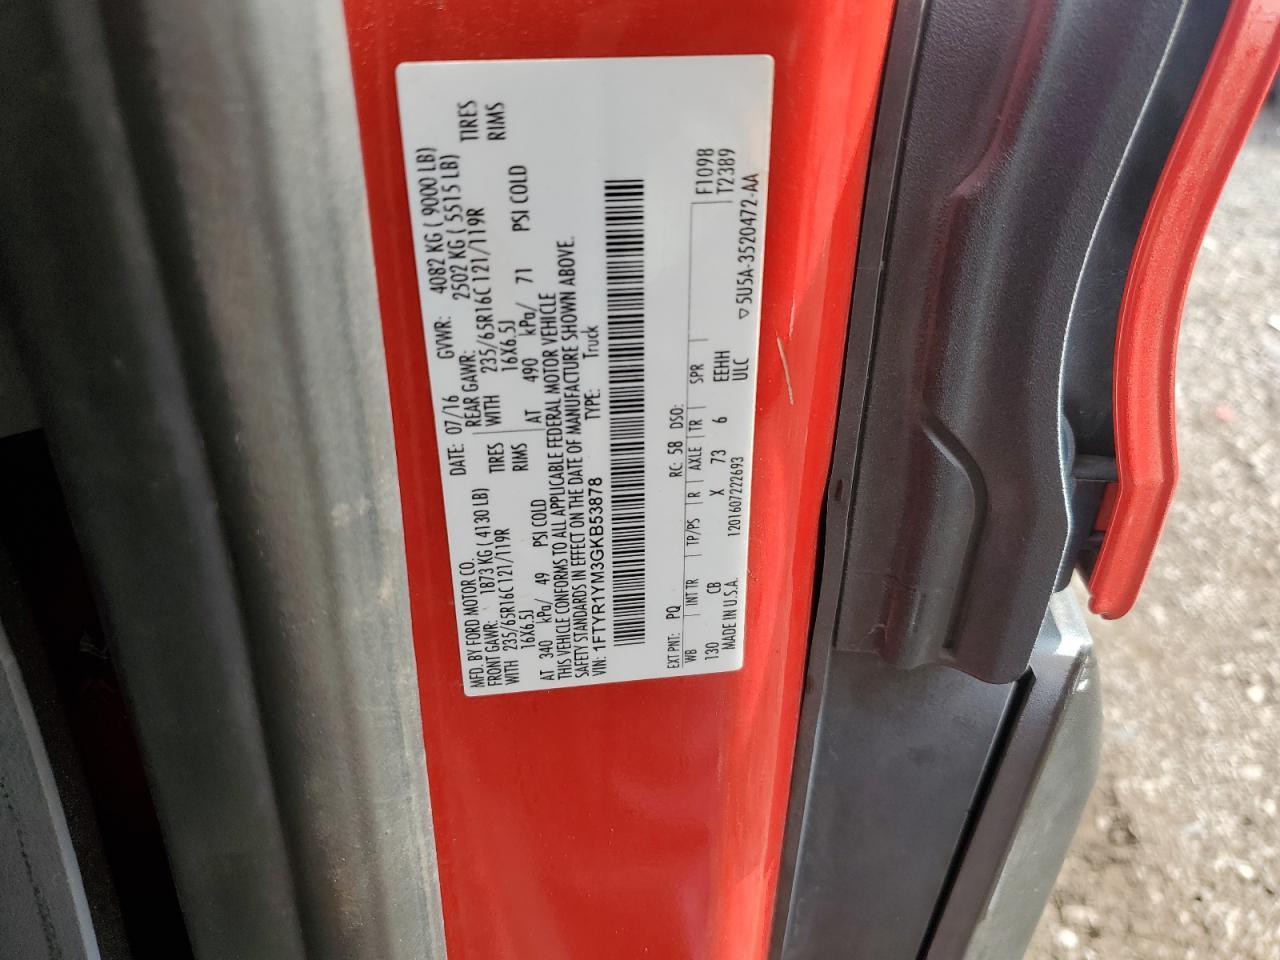 MFD. BY FORD MOTOR CO. DATE: 07/16 GVWR: 4082 KG ( 9000 LB)
FRONT GAWR: 1873 KG ( 4130 LB) REAR GAWR: 2502 KG ( 5515 LB)
WITH 235/65R16C 121/119R TIRES WITH 235/65R16C 121/119R TIRES
16X6.5J RIMS 16X6.5J RIMS
AT 340 kPa/ 49 PSI COLD AT 490 kPa/ 71 PSI COLD
THIS VEHICLE CONFORMS TO ALL APPLICABLE FEDERAL MOTOR VEHICLE
SAFETY STANDARDS IN EFFECT ON THE DATE OF MANUFACTURE SHOWN ABOVE.
VIN: 1FTYR1YM3GKB53878 TYPE: Truck
EXT PNT: PQ RC: 58 DSO: F1098
WB INT TR TP/PS R AXLE TR SPR T2389
130 CB X 73 6 EEHH
MADE IN U.S.A. 1201607222693 ULC ▽5U5A-3520472-AA